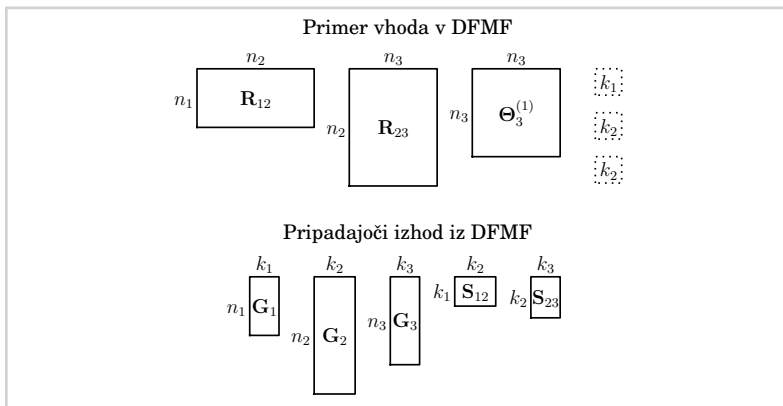 Primer vhoda v DFMF
n₂ n₃ n₃
n₁ R₁₂ n₂ R₂₃ n₃ Θ₃⁽¹⁾ k₁
k₂
k₂
Pripadajoči izhod iz DFMF
k₁ k₂ k₃ k₂ k₃
n₁ G₁ n₂ G₂ n₃ G₃ k₁ S₁₂ k₂ S₂₃